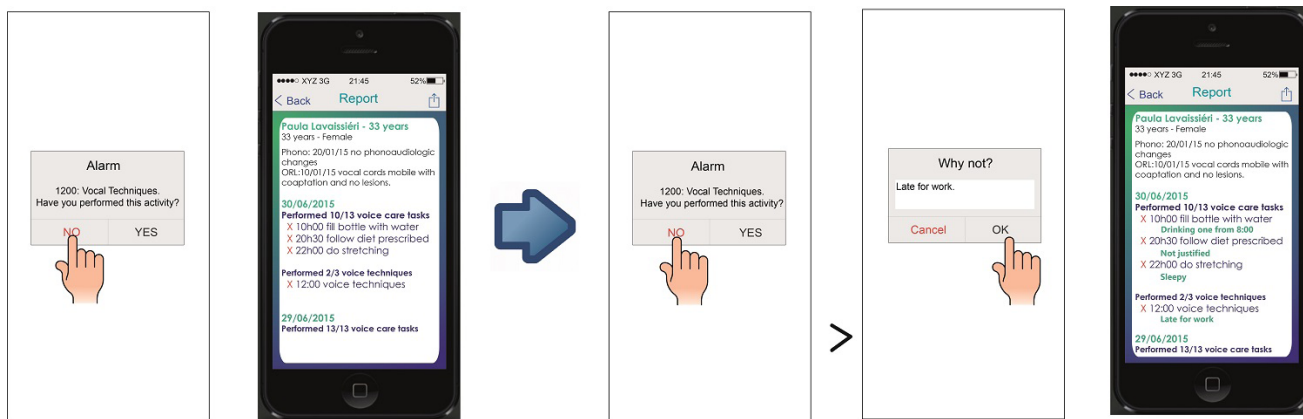 Alarm
1200: Vocal Techniques.
Have you performed this activity?
NO YES
XYZ 3G 21:45 52%
< Back Report
Paula Lavaissiéri - 33 years
33 years - Female
Phono: 20/01/15 no phonoaudiologic
changes
ORL:10/01/15 vocal cords mobile with
coaptation and no lesions.
30/06/2015
Performed 10/13 voice care tasks
X 10h00 fill bottle with water
X 20h30 follow diet prescribed
X 22h00 do stretching
Performed 2/3 voice techniques
X 12:00 voice techniques
29/06/2015
Performed 13/13 voice care tasks
Alarm
1200: Vocal Techniques.
Have you performed this activity?
NO YES
>
Why not?
Late for work.
Cancel OK
XYZ 3G 21:45 52%
< Back Report
Paula Lavaissiéri - 33 years
33 years - Female
Phono: 20/01/15 no phonoaudiologic
changes
ORL:10/01/15 vocal cords mobile with
coaptation and no lesions.
30/06/2015
Performed 10/13 voice care tasks
X 10h00 fill bottle with water
Drinking one from 8:00
X 20h30 follow diet prescribed
Not justified
X 22h00 do stretching
Sleepy
Performed 2/3 voice techniques
X 12:00 voice techniques
Late for work
29/06/2015
Performed 13/13 voice care tasks